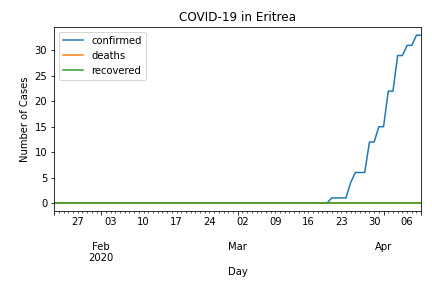 COVID-19 in Eritrea
confirmed
deaths
recovered
Number of Cases
30
25
20
15
10
5
0
27 03 10 17 24 02 09 16 23 30 06
Feb Mar Apr
2020
Day